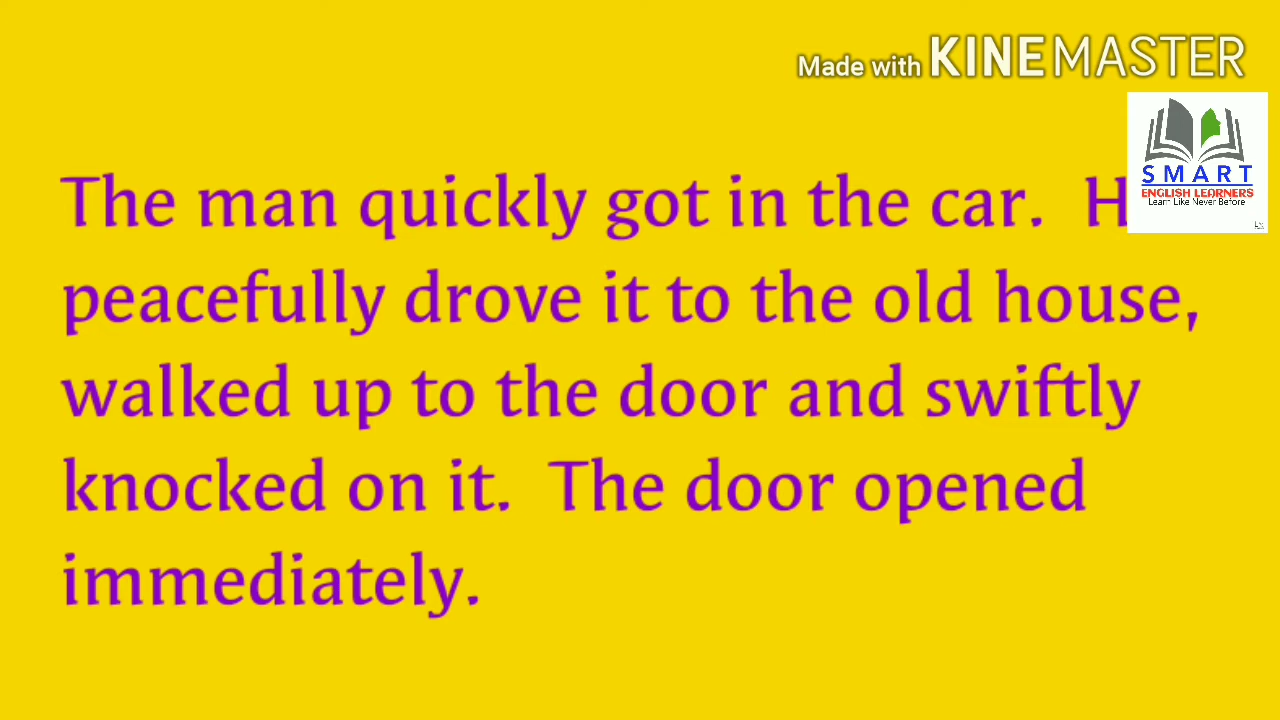 Made with KINEMASTER
SMART
ENGLISH LEARNERS
Learn Like Never Before
The man quickly got in the car. H
peacefully drove it to the old house,
walked up to the door and swiftly
knocked on it. The door opened
immediately.